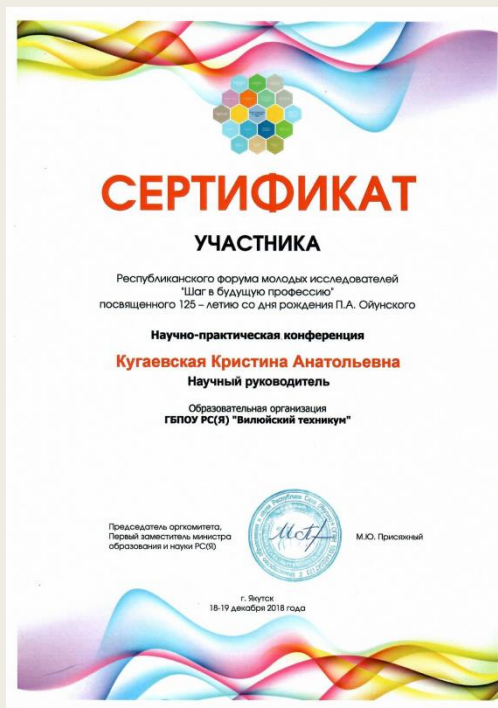 СЕРТИФИКАТ
УЧАСТНИКА
Республиканского форума молодых исследователей
"Шаг в будущую профессию"
посвященного 125 – летию со дня рождения П.А. Ойунского
Научно-практическая конференция
Кугаевская Кристина Анатольевна
Научный руководитель
Образовательная организация
ГБПОУ РС(Я) "Вилюйский техникум"
Председатель оргкомитета,
Первый заместитель министра
образования и науки РС(Я)
М.Ю. Присяжный
г. Якутск
18-19 декабря 2018 года